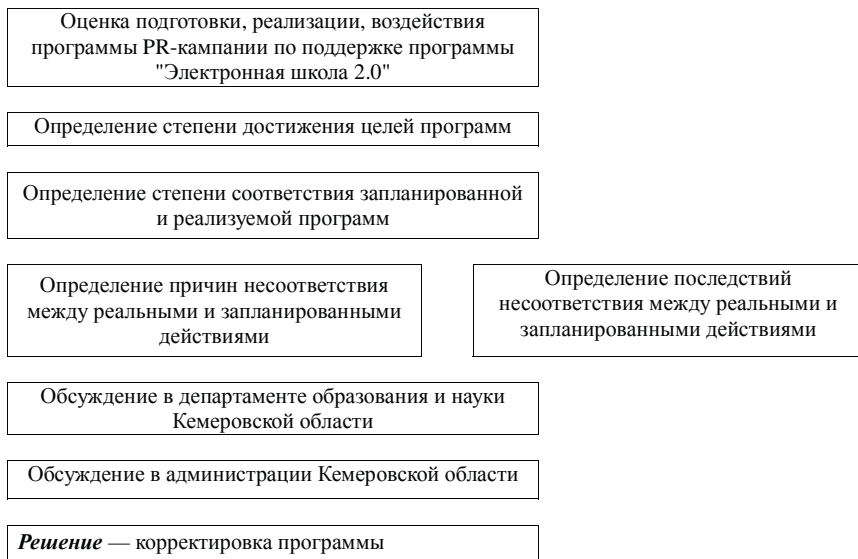 Оценка подготовки, реализации, воздействия
программы PR-кампании по поддержке программы
"Электронная школа 2.0"
Определение степени достижения целей программ
Определение степени соответствия запланированной
и реализуемой программ
Определение причин несоответствия
между реальными и запланированными
действиями
Определение последствий
несоответствия между реальными и
запланированными действиями
Обсуждение в департаменте образования и науки
Кемеровской области
Обсуждение в администрации Кемеровской области
Решение — корректировка программы